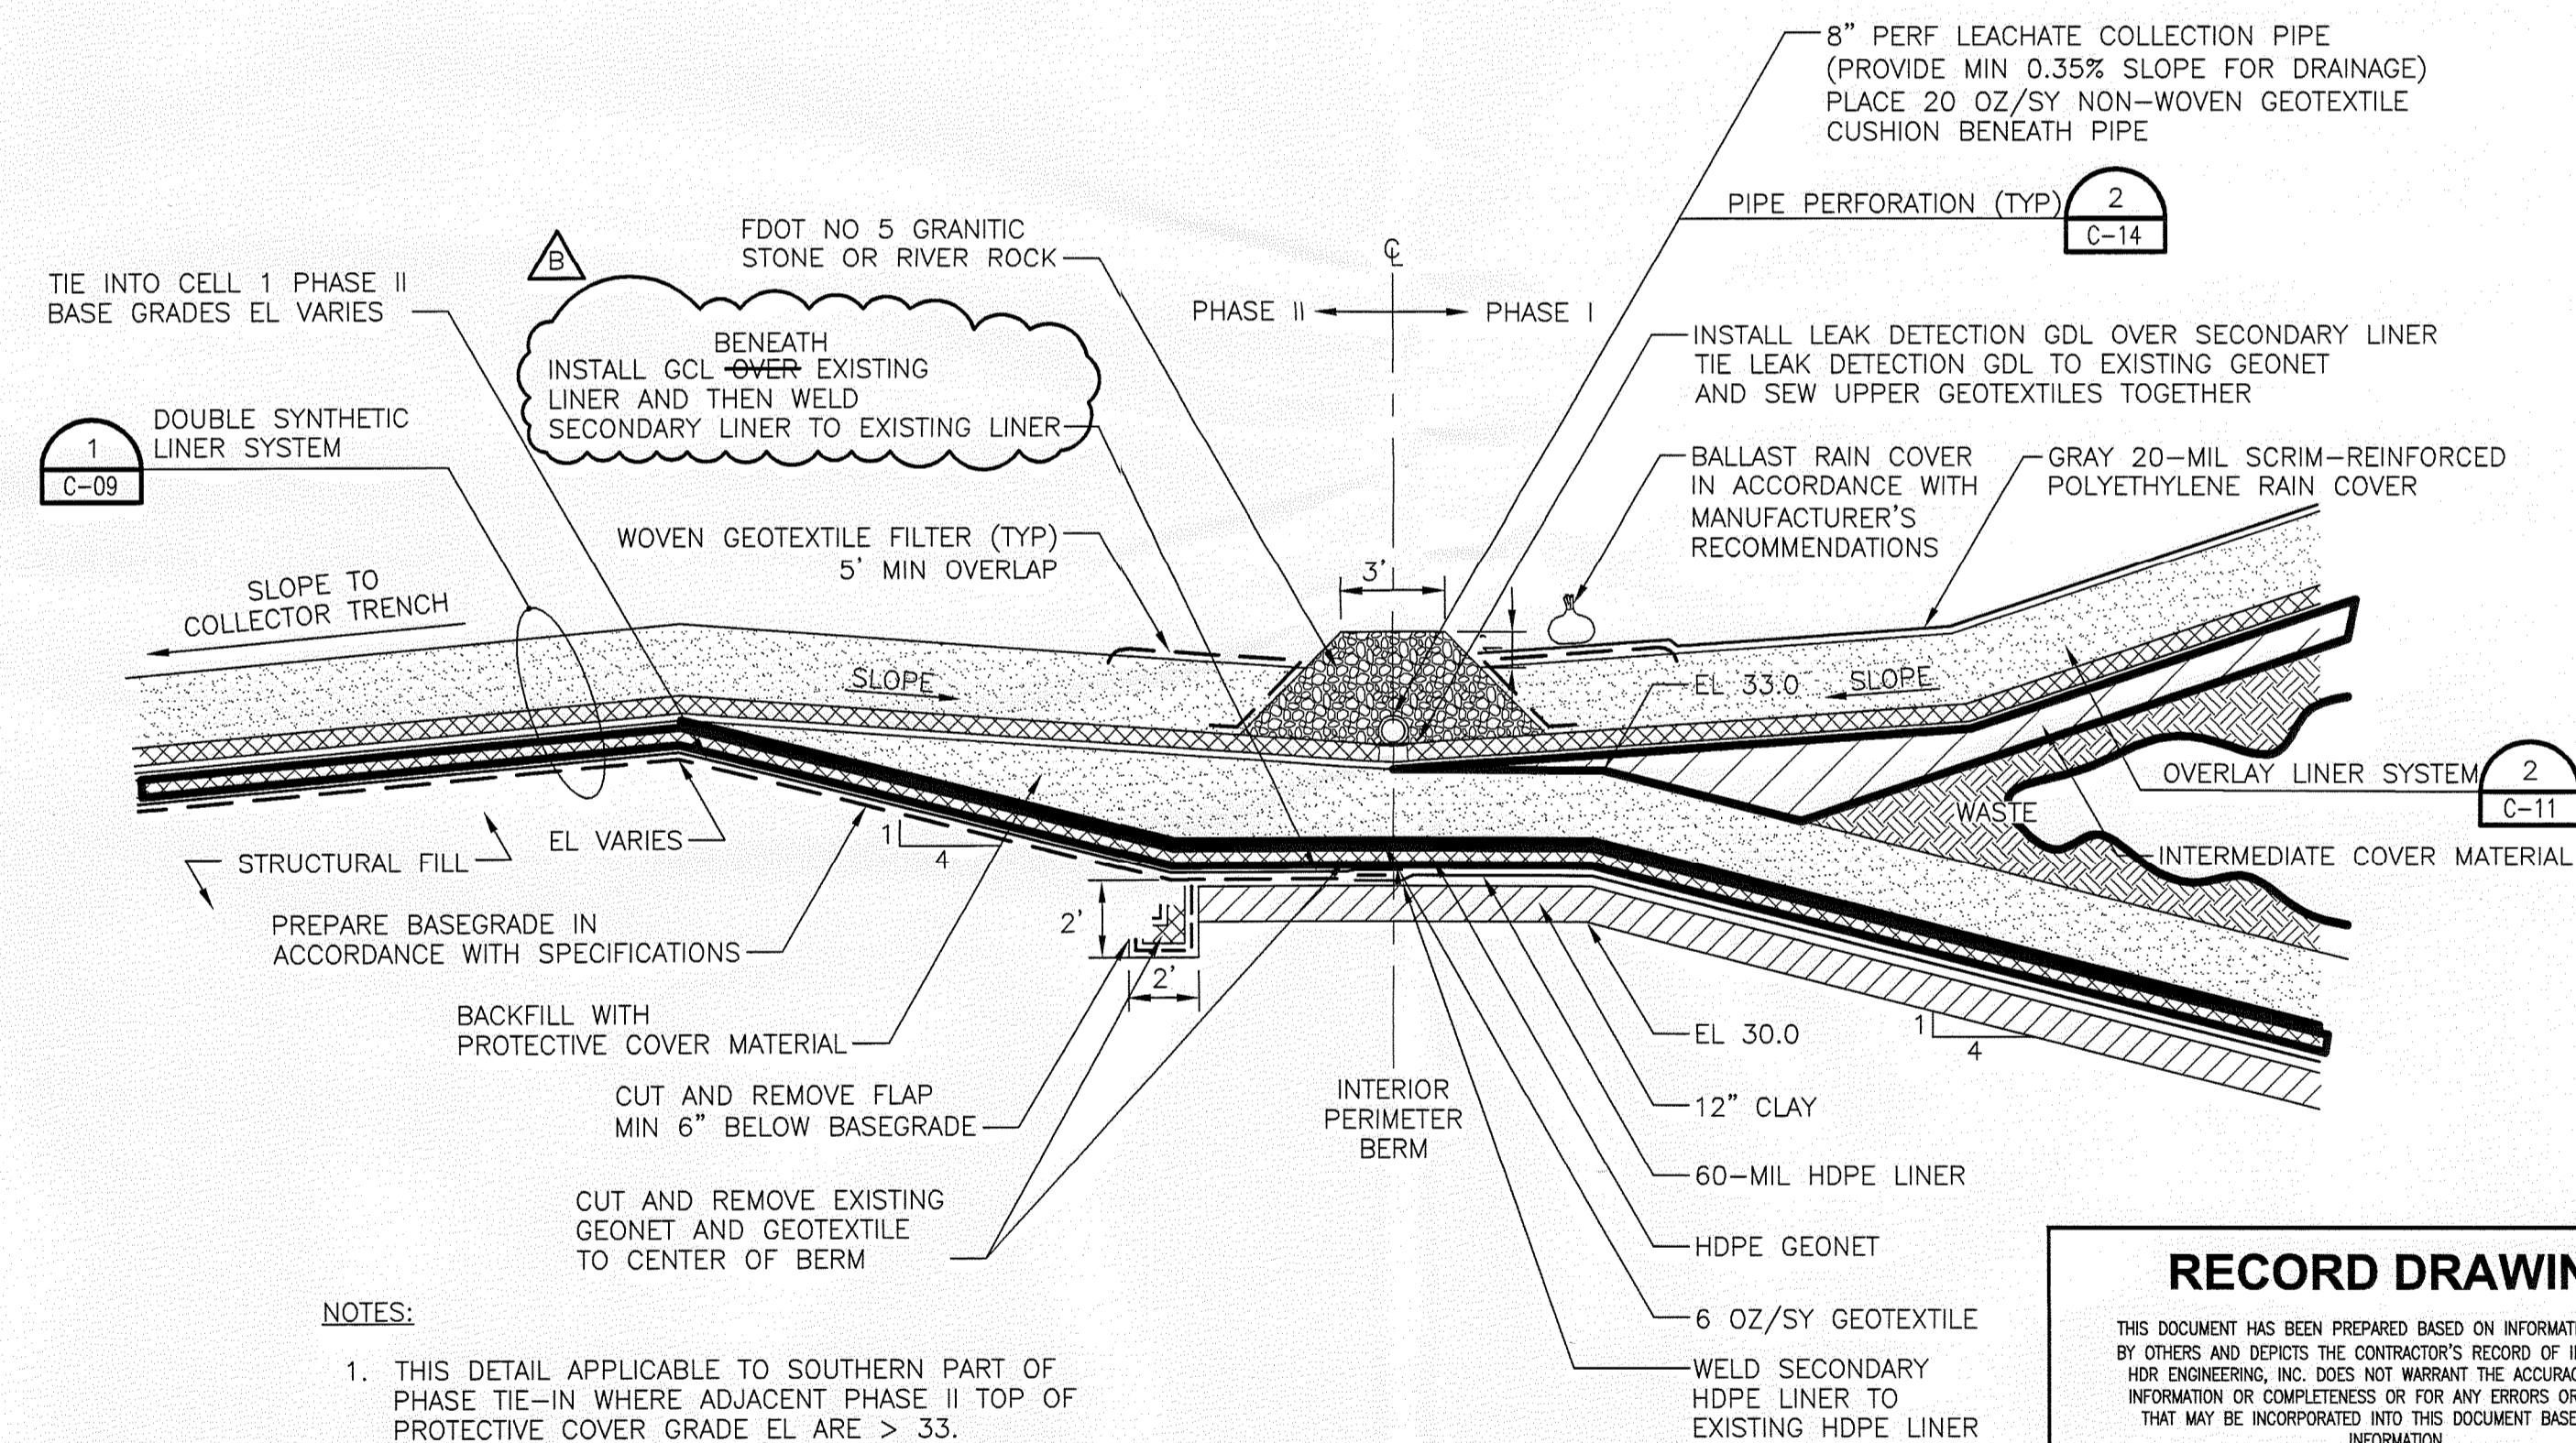 8" PERF LEACHATE COLLECTION PIPE
(PROVIDE MIN 0.35% SLOPE FOR DRAINAGE)
PLACE 20 OZ/SY NON-WOVEN GEOTEXTILE
CUSHION BENEATH PIPE
PIPE PERFORATION (TYP)
2
C-14
FDOT NO 5 GRANITIC
STONE OR RIVER ROCK
B
TIE INTO CELL 1 PHASE II
BASE GRADES EL VARIES
BENEATH
INSTALL GCL OVER EXISTING
LINER AND THEN WELD
SECONDARY LINER TO EXISTING LINER
℄
PHASE II
PHASE I
INSTALL LEAK DETECTION GDL OVER SECONDARY LINER
TIE LEAK DETECTION GDL TO EXISTING GEONET
AND SEW UPPER GEOTEXTILES TOGETHER
DOUBLE SYNTHETIC
LINER SYSTEM
1
C-09
BALLAST RAIN COVER
IN ACCORDANCE WITH
MANUFACTURER'S
RECOMMENDATIONS
GRAY 20-MIL SCRIM-REINFORCED
POLYETHYLENE RAIN COVER
WOVEN GEOTEXTILE FILTER (TYP)
5' MIN OVERLAP
SLOPE TO
COLLECTOR TRENCH
3'
1'
SLOPE
EL 33.0
SLOPE
OVERLAY LINER SYSTEM
2
C-11
WASTE
INTERMEDIATE COVER MATERIAL
EL VARIES
STRUCTURAL FILL
1
4
PREPARE BASEGRADE IN
ACCORDANCE WITH SPECIFICATIONS
2'
2'
BACKFILL WITH
PROTECTIVE COVER MATERIAL
CUT AND REMOVE FLAP
MIN 6" BELOW BASEGRADE
CUT AND REMOVE EXISTING
GEONET AND GEOTEXTILE
TO CENTER OF BERM
INTERIOR
PERIMETER
BERM
EL 30.0
1
4
12" CLAY
60-MIL HDPE LINER
HDPE GEONET
6 OZ/SY GEOTEXTILE
WELD SECONDARY
HDPE LINER TO
EXISTING HDPE LINER
NOTES:
1. THIS DETAIL APPLICABLE TO SOUTHERN PART OF
PHASE TIE-IN WHERE ADJACENT PHASE II TOP OF
PROTECTIVE COVER GRADE EL ARE > 33.
RECORD
THIS DOCUMENT HAS BEEN PREPARED BASED ON
BY OTHERS AND DEPICTS THE CONTRACTOR'S RECORD OF
HDR ENGINEERING, INC. DOES NOT WARRANT THE
INFORMATION OR COMPLETENESS OR FOR ANY ERRORS OR
THAT MAY BE INCORPORATED INTO THIS DOCUMENT